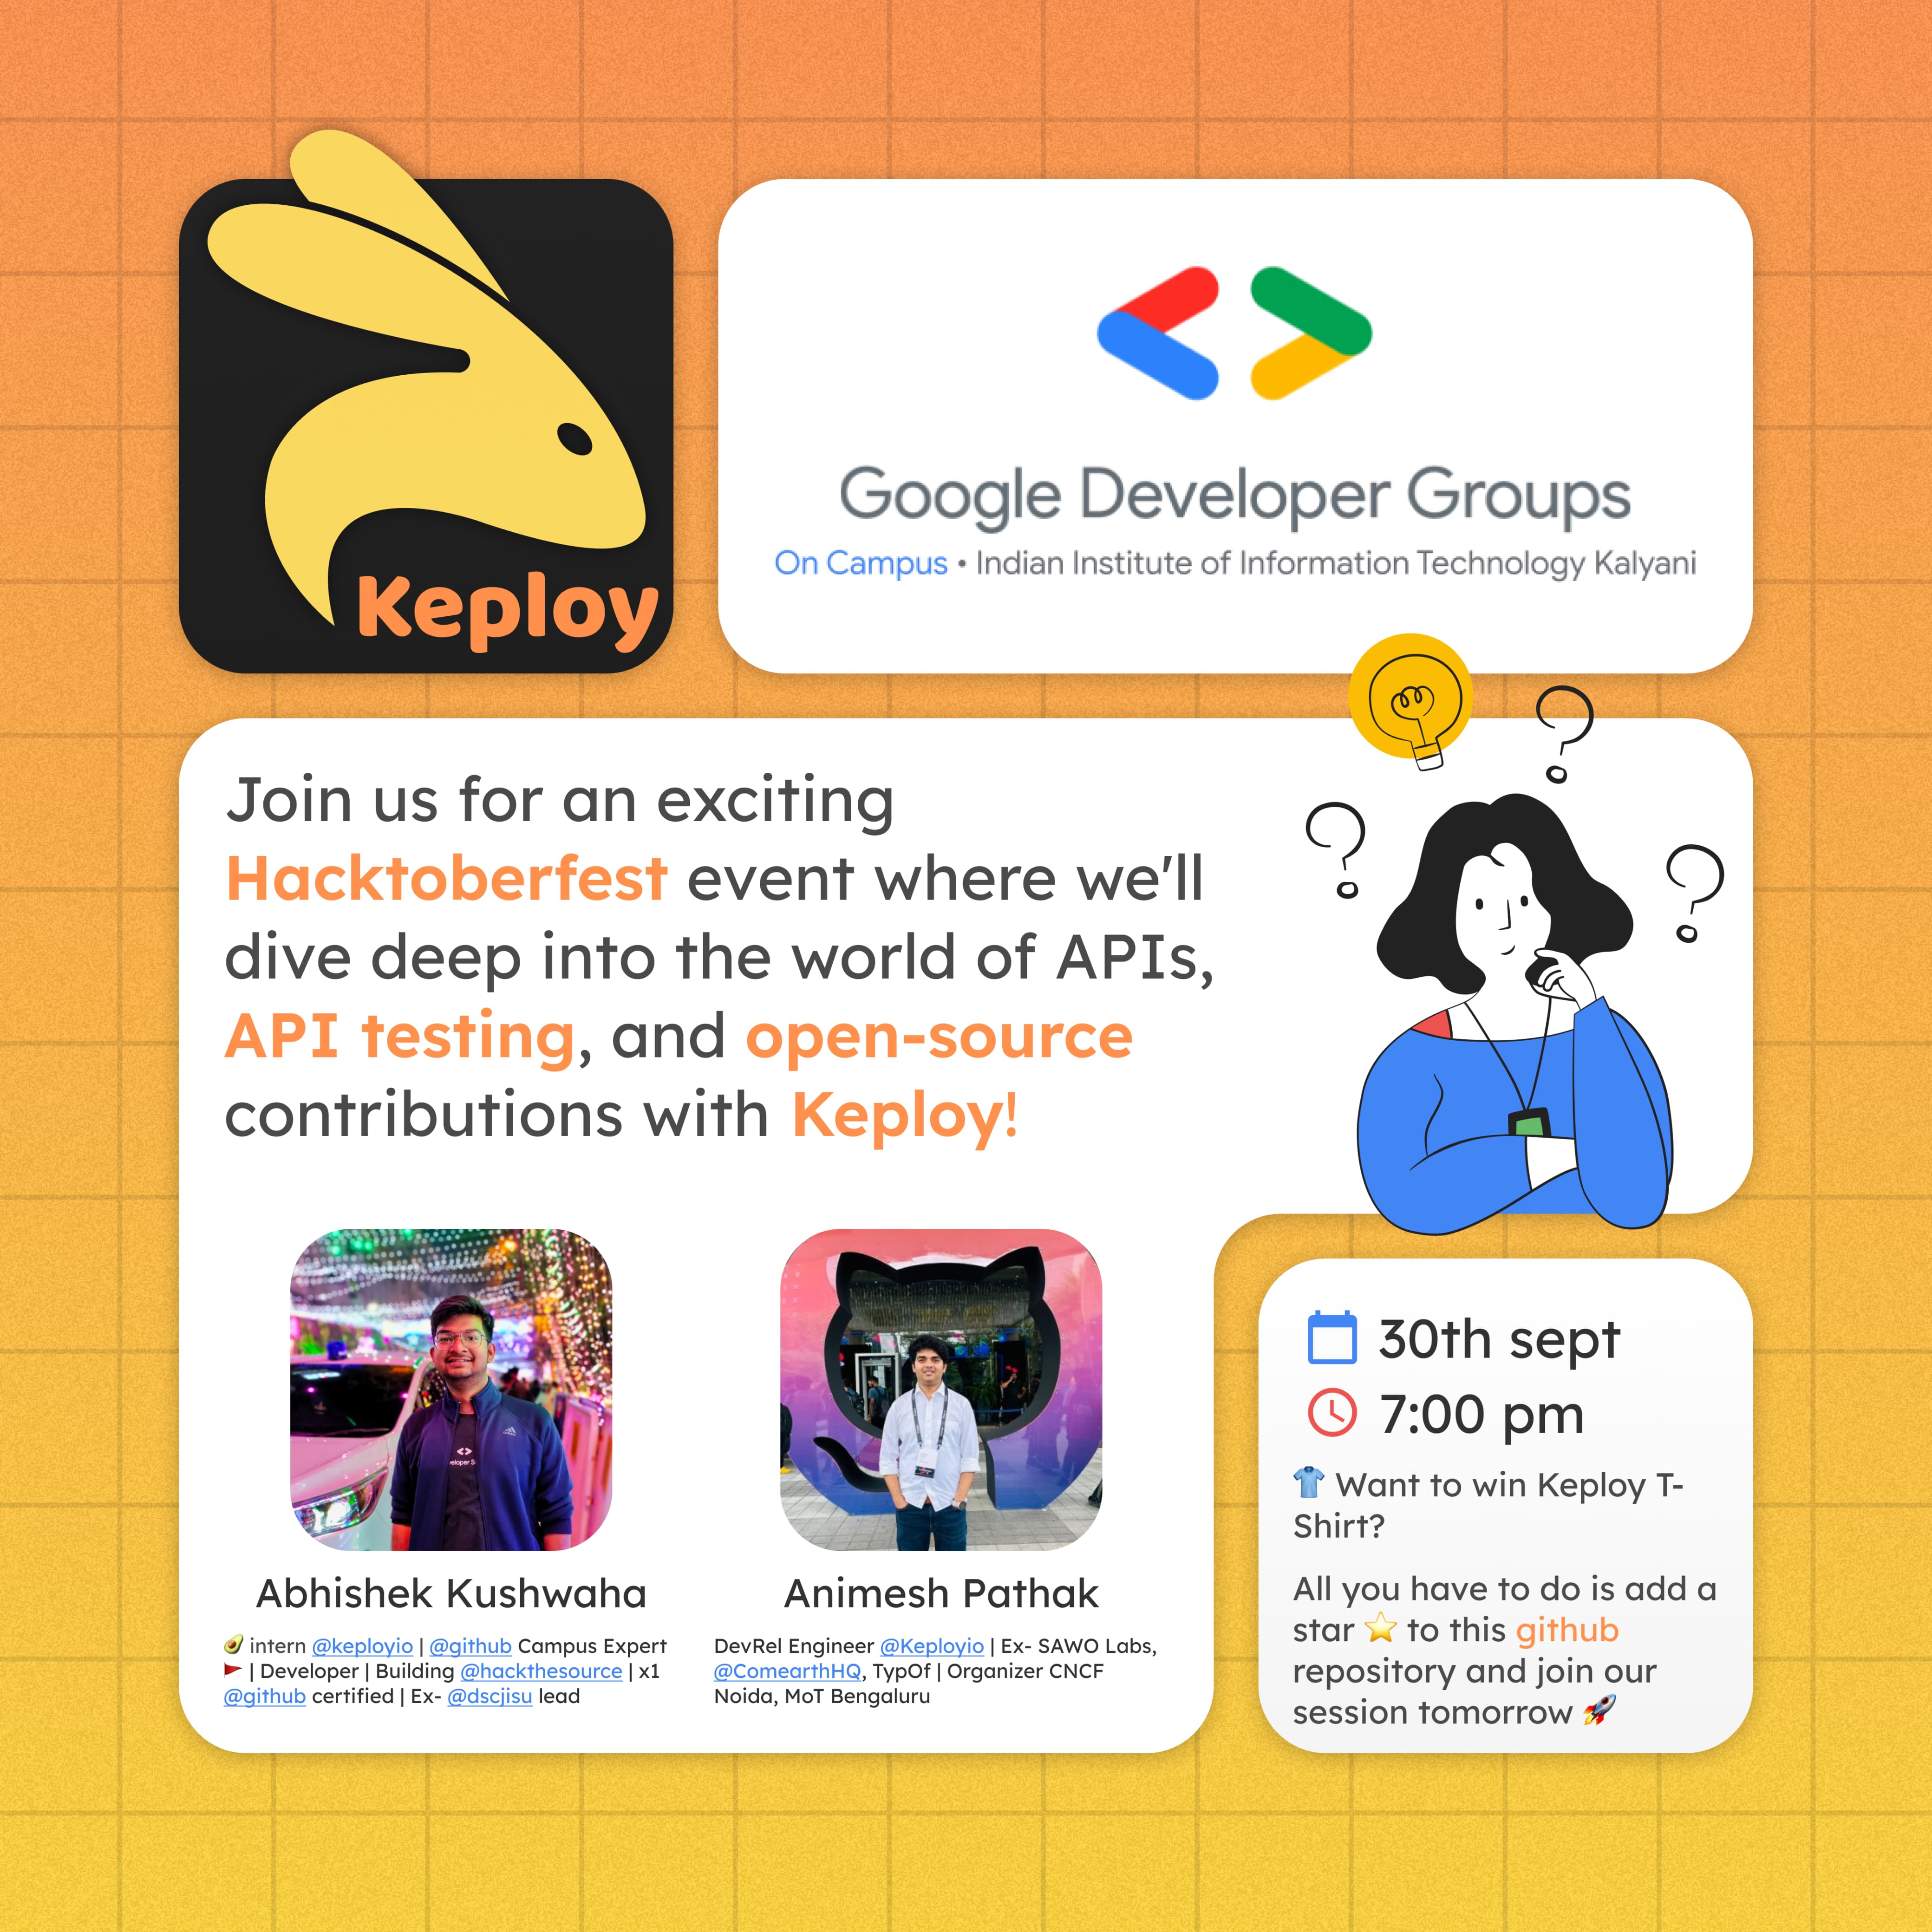 Keploy
Google Developer Groups
On Campus • Indian Institute of Information Technology Kalyani
Join us for an exciting
Hacktoberfest event where we'll
dive deep into the world of APIs,
API testing, and open-source
contributions with Keploy!
Abhishek Kushwaha
🥑 intern @keployio | @github Campus Expert
🚩 | Developer | Building @hackthesource | x1
@github certified | Ex- @dscjisu lead
Animesh Pathak
DevRel Engineer @Keployio | Ex- SAWO Labs,
@ComearthHQ, TypOf | Organizer CNCF
Noida, MoT Bengaluru
30th sept
7:00 pm
👕 Want to win Keploy T-
Shirt?
All you have to do is add a
star ⭐ to this github
repository and join our
session tomorrow 🚀